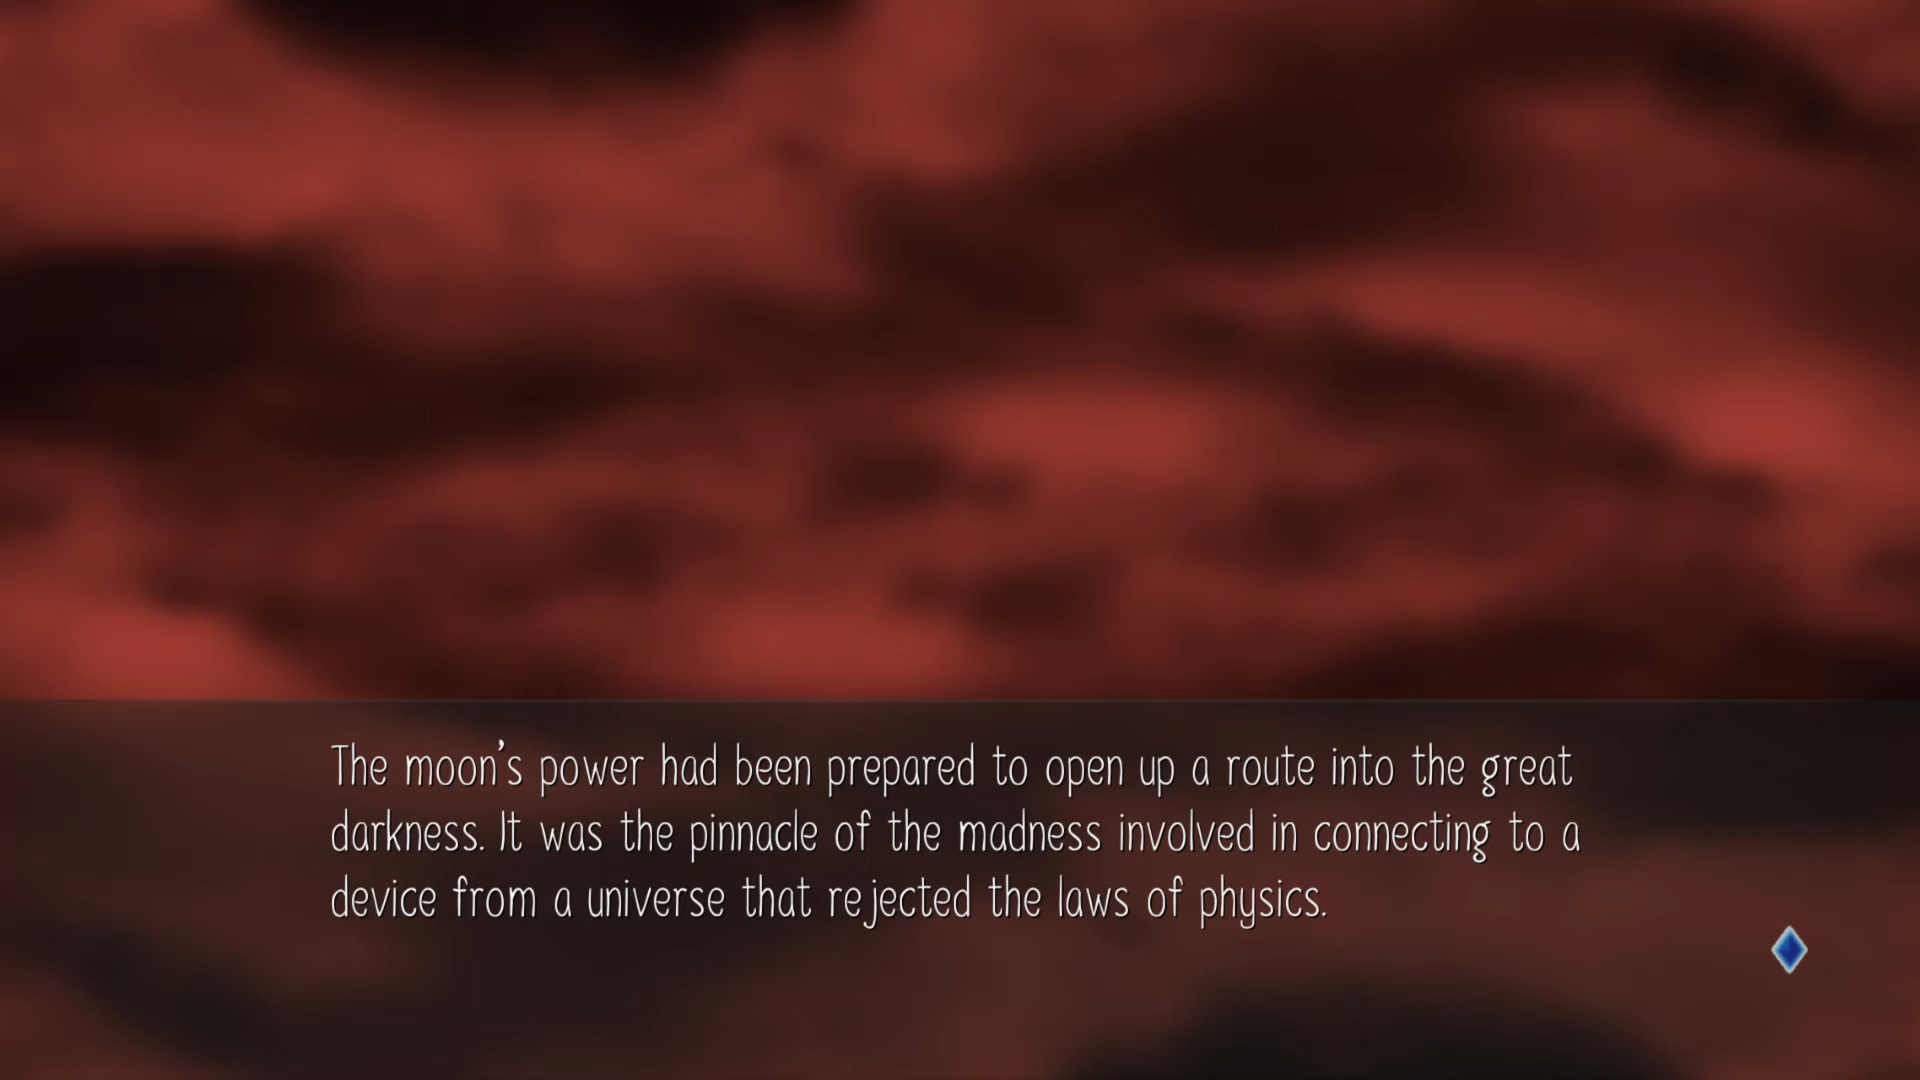 The moon's power had been prepared to open up a route into the great
darkness. It was the pinnacle of the madness involved in connecting to a
device from a universe that rejected the laws of physics.